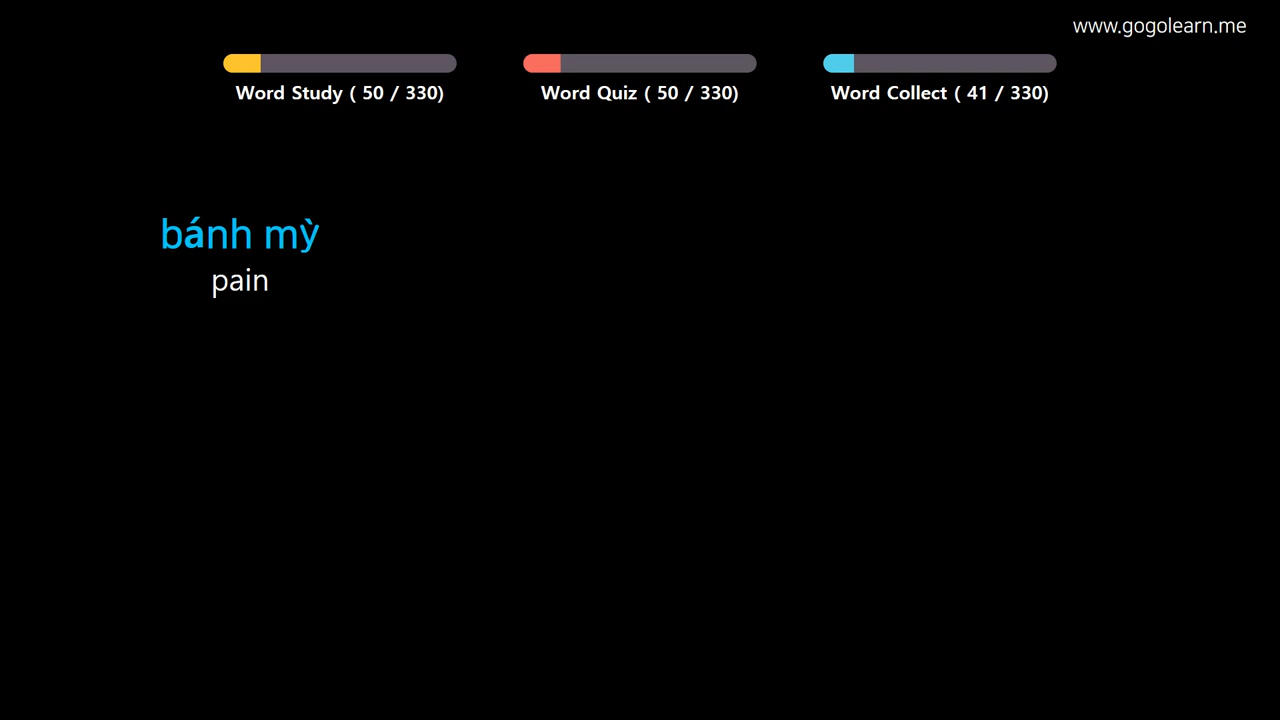 www.gogolearn.me
Word Study ( 50 / 330)
Word Quiz ( 50 / 330)
Word Collect ( 41 / 330)
bánh mỳ
pain